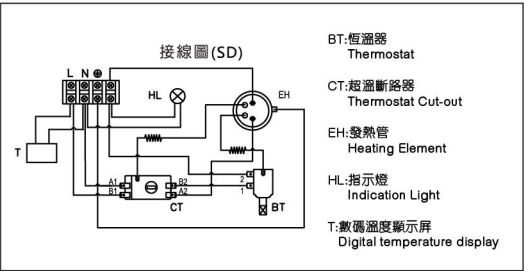 接線圖(SD)
L N ⏚
HL
EH
T
A1
B1
B2
A2
CT
2
1
BT
BT:恆溫器
Thermostat
CT:超溫斷路器
Thermostat Cut-out
EH:發熱管
Heating Element
HL:指示燈
Indication Light
T:數碼溫度顯示屏
Digital temperature display